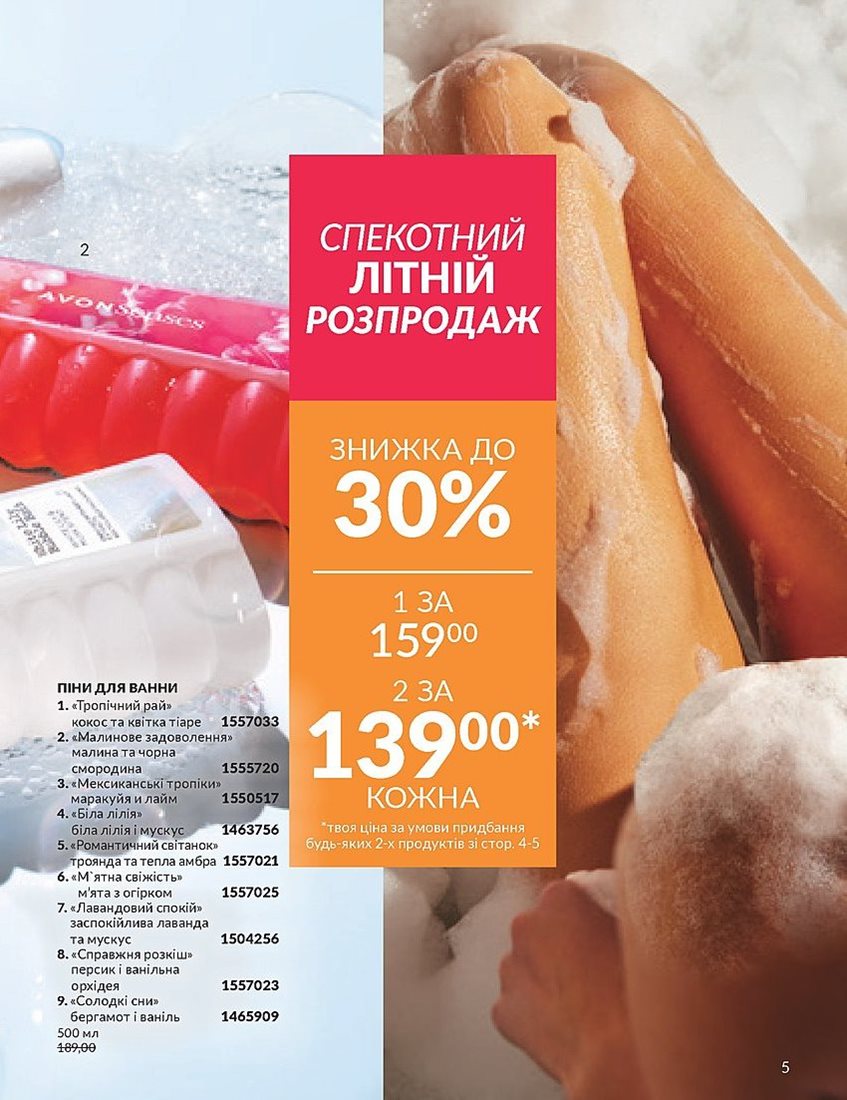 2
AVON senses
СПЕКОТНИЙ
ЛІТНІЙ
РОЗПРОДАЖ
ЗНИЖКА ДО
30%
1 ЗА
159⁰⁰
2 ЗА
139⁰⁰*
КОЖНА
*твоя ціна за умови придбання
будь-яких 2-х продуктів зі стор. 4-5
ПІНИ ДЛЯ ВАННИ
1. «Тропічний рай»
кокос та квітка тіаре 1557033
2. «Малинове задоволення»
малина та чорна
смородина 1555720
3. «Мексиканські тропіки»
маракуйя и лайм 1550517
4. «Біла лілія»
біла лілія і мускус 1463756
5. «Романтичний світанок»
троянда та тепла амбра 1557021
6. «М`ятна свіжість»
м'ята з огірком 1557025
7. «Лавандовий спокій»
заспокійлива лаванда
та мускус 1504256
8. «Справжня розкіш»
персик і ванільна
орхідея 1557023
9. «Солодкі сни»
бергамот і ваніль 1465909
500 мл
189,00
5